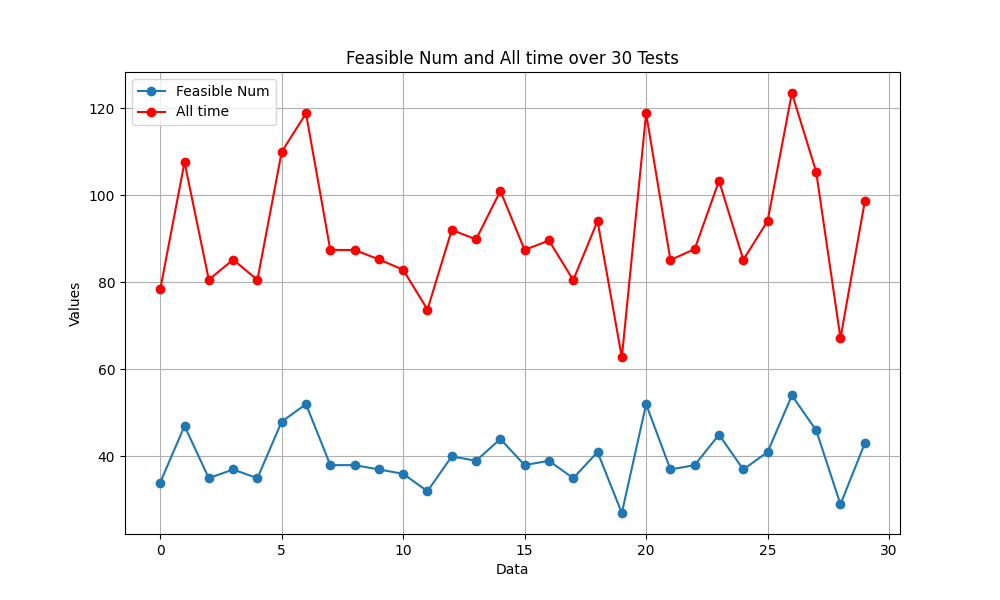 Feasible Num and All time over 30 Tests
Feasible Num
All time
120
100
80
60
40
Values
0 5 10 15 20 25 30
Data